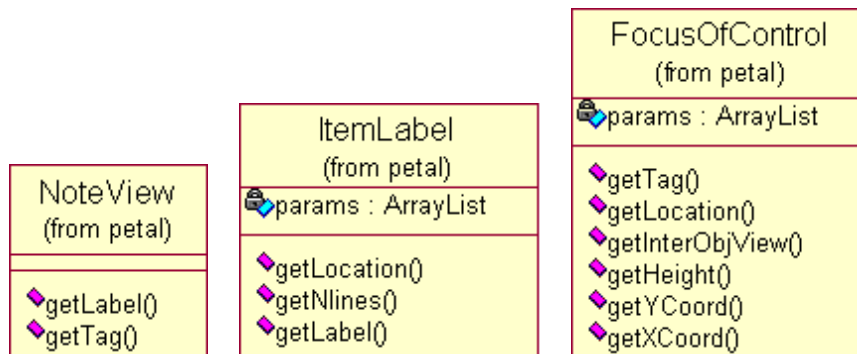 NoteView
(from petal)
getLabel()
getTag()
ItemLabel
(from petal)
params : ArrayList
getLocation()
getNlines()
getLabel()
FocusOfControl
(from petal)
params : ArrayList
getTag()
getLocation()
getInterObjView()
getHeight()
getYCoord()
getXCoord()